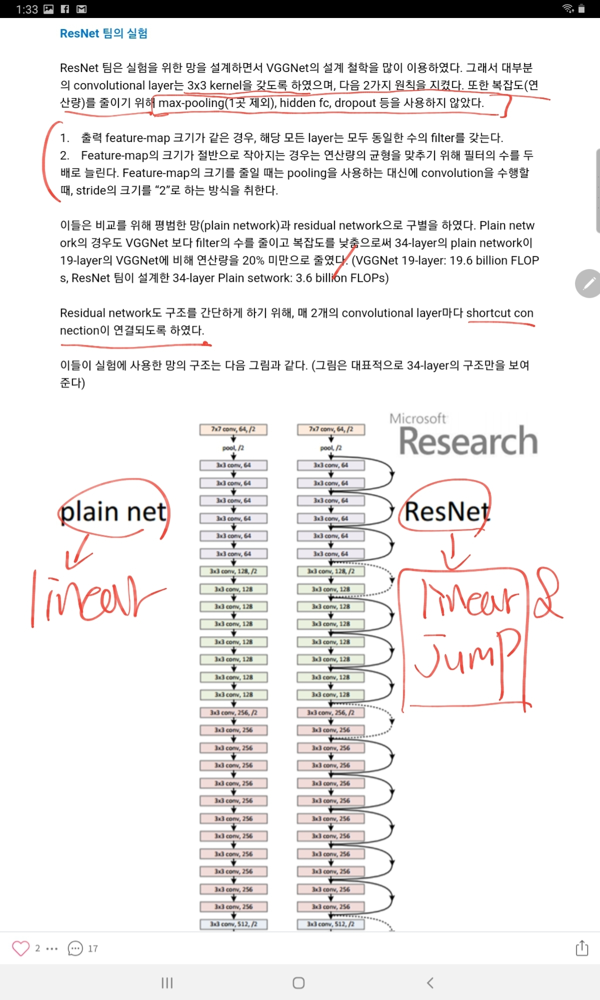 1:33
ResNet 팀의 실험
ResNet 팀은 실험을 위한 망을 설계하면서 VGGNet의 설계 철학을 많이 이용하였다. 그래서 대부분
의 convolutional layer는 3x3 kernel을 갖도록 하였으며, 다음 2가지 원칙을 지켰다. 또한 복잡도(연
산량)를 줄이기 위해 max-pooling(1곳 제외), hidden fc, dropout 등을 사용하지 않았다.
1. 출력 feature-map 크기가 같은 경우, 해당 모든 layer는 모두 동일한 수의 filter를 갖는다.
2. Feature-map의 크기가 절반으로 작아지는 경우는 연산량의 균형을 맞추기 위해 필터의 수를 두
배로 늘린다. Feature-map의 크기를 줄일 때는 pooling을 사용하는 대신에 convolution을 수행할
때, stride의 크기를 “2”로 하는 방식을 취한다.
이들은 비교를 위해 평범한 망(plain network)과 residual network으로 구별을 하였다. Plain netw
ork의 경우도 VGGNet 보다 filter의 수를 줄이고 복잡도를 낮춤으로써 34-layer의 plain network이
19-layer의 VGGNet에 비해 연산량을 20% 미만으로 줄였다. (VGGNet 19-layer: 19.6 billion FLOP
s, ResNet 팀이 설계한 34-layer Plain setwork: 3.6 billion FLOPs)
Residual network도 구조를 간단하게 하기 위해, 매 2개의 convolutional layer마다 shortcut con
nection이 연결되도록 하였다.
이들이 실험에 사용한 망의 구조는 다음 그림과 같다. (그림은 대표적으로 34-layer의 구조만을 보여
준다)
Microsoft
Research
plain net
linear
7x7 conv, 64, /2
pool, /2
3x3 conv, 64
3x3 conv, 64
3x3 conv, 64
3x3 conv, 64
3x3 conv, 64
3x3 conv, 64
3x3 conv, 128, /2
3x3 conv, 128
3x3 conv, 128
3x3 conv, 128
3x3 conv, 128
3x3 conv, 128
3x3 conv, 128
3x3 conv, 128
3x3 conv, 256, /2
3x3 conv, 256
3x3 conv, 256
3x3 conv, 256
3x3 conv, 256
3x3 conv, 256
3x3 conv, 256
3x3 conv, 256
3x3 conv, 256
3x3 conv, 256
3x3 conv, 256
3x3 conv, 256
3x3 conv, 512, /2
7x7 conv, 64, /2
pool, /2
3x3 conv, 64
3x3 conv, 64
3x3 conv, 64
3x3 conv, 64
3x3 conv, 64
3x3 conv, 64
3x3 conv, 128, /2
3x3 conv, 128
3x3 conv, 128
3x3 conv, 128
3x3 conv, 128
3x3 conv, 128
3x3 conv, 128
3x3 conv, 128
3x3 conv, 256, /2
3x3 conv, 256
3x3 conv, 256
3x3 conv, 256
3x3 conv, 256
3x3 conv, 256
3x3 conv, 256
3x3 conv, 256
3x3 conv, 256
3x3 conv, 256
3x3 conv, 256
3x3 conv, 256
3x3 conv, 512, /2
ResNet
linear &
Jump
2 17